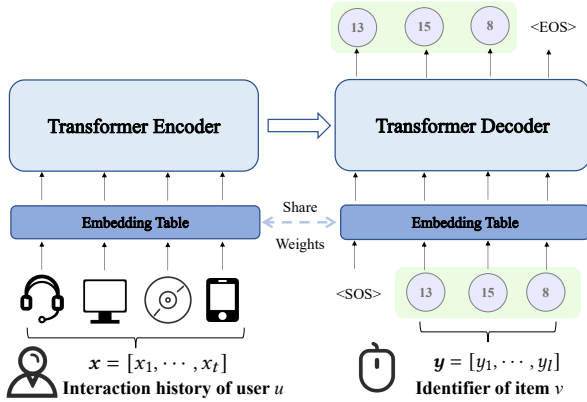 13 15 8 <EOS>
Transformer Encoder Transformer Decoder
Share
Embedding Table Embedding Table
Weights
<SOS> 13 15 8
x = [x₁, ⋯ , xₜ] y = [y₁, ⋯ , y_l]
Interaction history of user u Identifier of item v